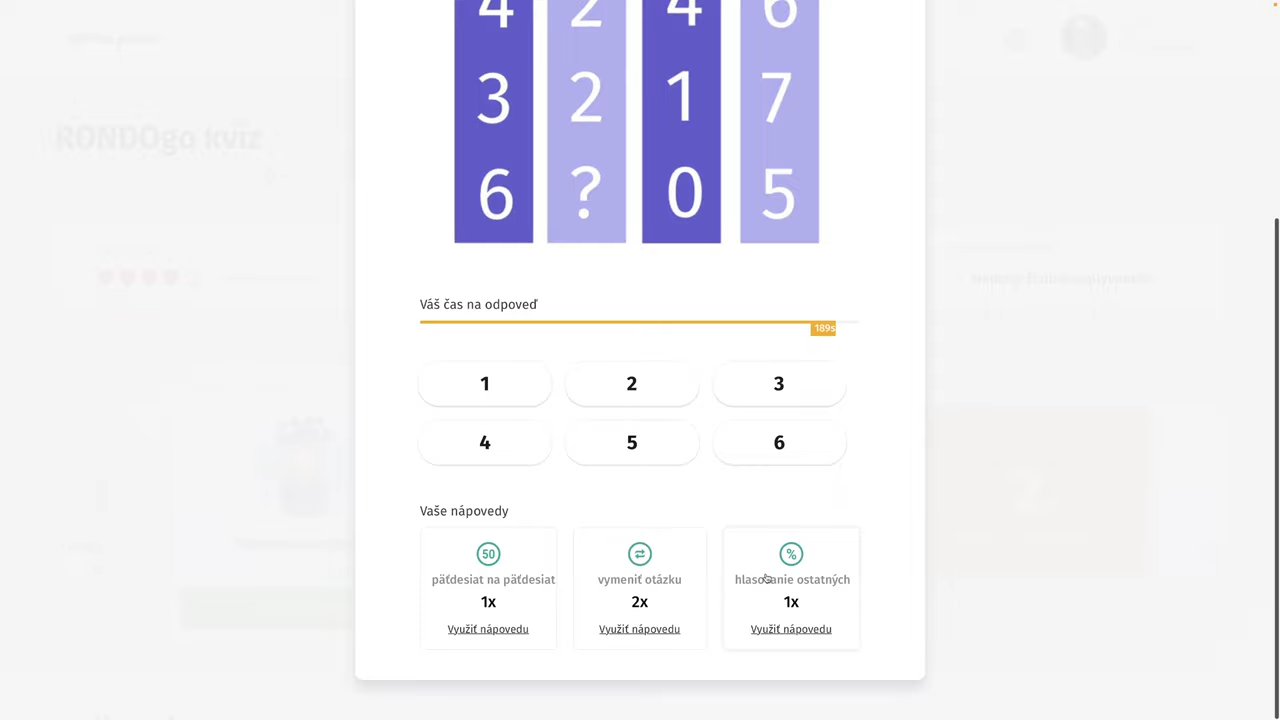 RONDOgo kvíz
4 2 4 6
3 2 1 7
6 ? 0 5
Váš čas na odpoveď
189s
1 2 3
4 5 6
Vaše nápovedy
50 %
päťdesiat na päťdesiat vymeniť otázku hlasovanie ostatných
1x 2x 1x
Využiť nápovedu Využiť nápovedu Využiť nápovedu